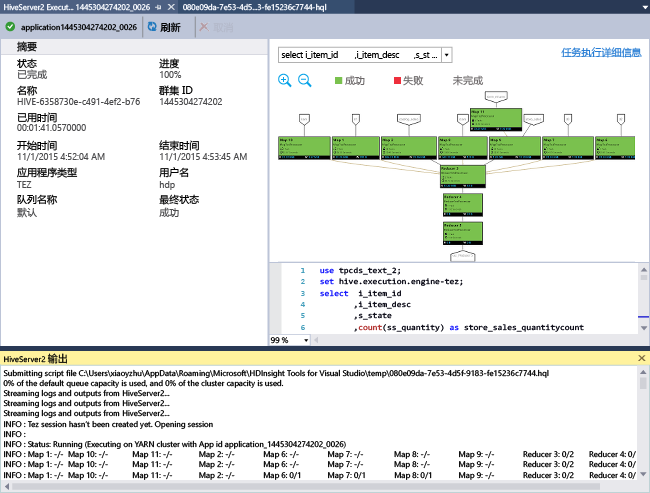 HiveServer2 Execut... 1445304274202_0026
080e09da-7e53-4d5...3-fe15236c7744-hql
application1445304274202_0026 刷新 取消
摘要
状态 进度
已完成 100%
名称 群集 ID
HIVE-6358730e-c491-4ef2-b76 1445304274202
已用时间
00:01:41.0570000
开始时间 结束时间
11/1/2015 4:52:04 AM 11/1/2015 4:53:45 AM
应用程序类型 用户名
TEZ hdp
队列名称 最终状态
默认 成功
select i_item_id ,i_item_desc ,s_st ...
任务执行详细信息
成功 失败 未完成
Map 11
Map 10 Map 1 Map 2 Map 8 Map 6 Map 7 Map 9
Reducer 3
Reducer 4
Reducer 5
1 use tpcds_text_2;
2 set hive.execution.engine-tez;
3 select i_item_id
4 ,i_item_desc
5 ,s_state
6 ,count(ss_quantity) as store_sales_quantitycount
99 %
HiveServer2 输出
Submitting script file C:\Users\xiaoyzhu\AppData\Roaming\Microsoft\HDInsight Tools for Visual Studio\temp\080e09da-7e53-4d5f-9183-fe15236c7744.hql
0% of the default queue capacity is used, and 0% of the cluster capacity is used.
Streaming logs and outputs from HiveServer2...
Streaming logs and outputs from HiveServer2...
Streaming logs and outputs from HiveServer2...
INFO : Tez session hasn't been created yet. Opening session
INFO :
INFO : Status: Running (Executing on YARN cluster with App id application_1445304274202_0026)
INFO : Map 1: -/- Map 10: -/- Map 11: -/- Map 2: -/- Map 6: -/- Map 7: -/- Map 8: -/- Map 9: -/- Reducer 3: 0/2 Reducer 4: 0/
INFO : Map 1: -/- Map 10: -/- Map 11: -/- Map 2: -/- Map 6: -/- Map 7: -/- Map 8: -/- Map 9: -/- Reducer 3: 0/2 Reducer 4: 0/
INFO : Map 1: -/- Map 10: -/- Map 11: -/- Map 2: -/- Map 6: 0/1 Map 7: 0/1 Map 8: 0/1 Map 9: -/- Reducer 3: 0/2 Reducer 4: 0/